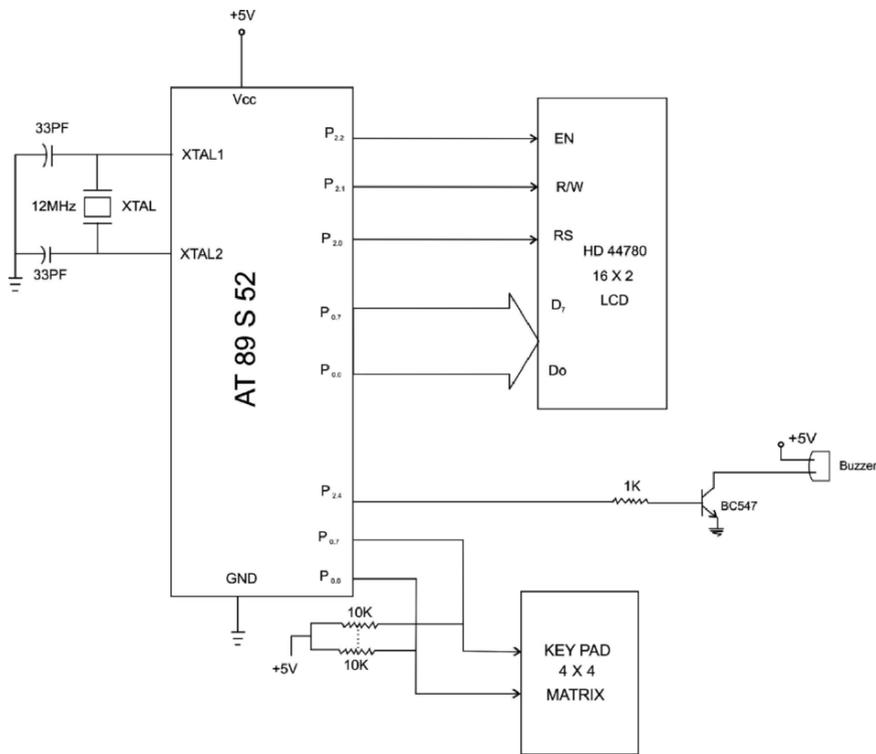 +5V
Vcc
33PF
XTAL1
12MHz
XTAL
XTAL2
33PF
AT 89 S 52
P2.2
P2.1
P2.0
P0.7
P0.0
P2.4
P0.7
P0.0
GND
EN
R/W
RS
HD 44780
16 X 2
LCD
D7
Do
+5V
Buzzer
1K
BC547
10K
+5V
10K
KEY PAD
4 X 4
MATRIX